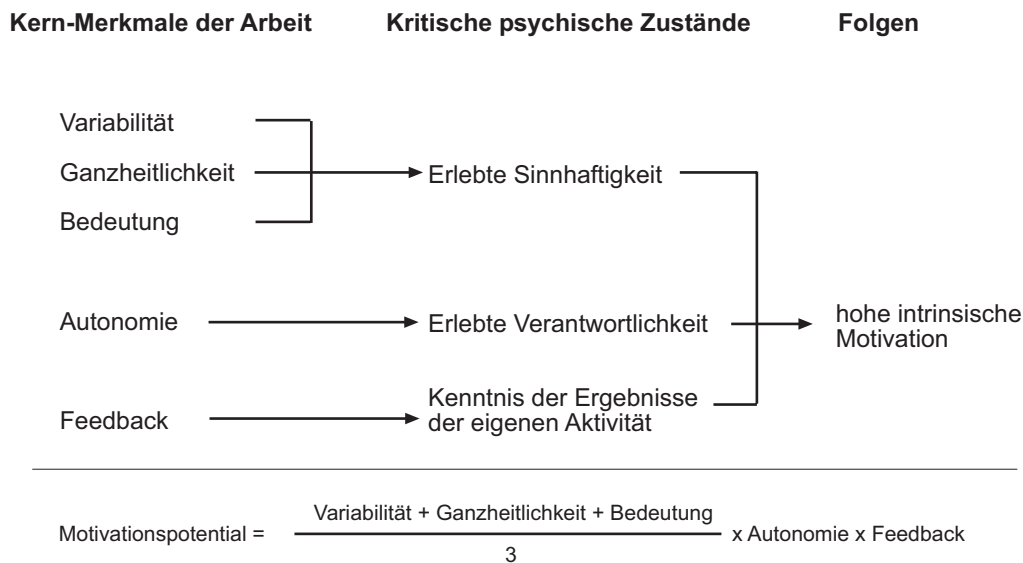 Kern-Merkmale der Arbeit
Kritische psychische Zustände
Folgen
Variabilität
Ganzheitlichkeit
Bedeutung
Erlebte Sinnhaftigkeit
Autonomie
Erlebte Verantwortlichkeit
hohe intrinsische
Motivation
Feedback
Kenntnis der Ergebnisse
der eigenen Aktivität
Motivationspotential =
Variabilität + Ganzheitlichkeit + Bedeutung
3
x Autonomie x Feedback